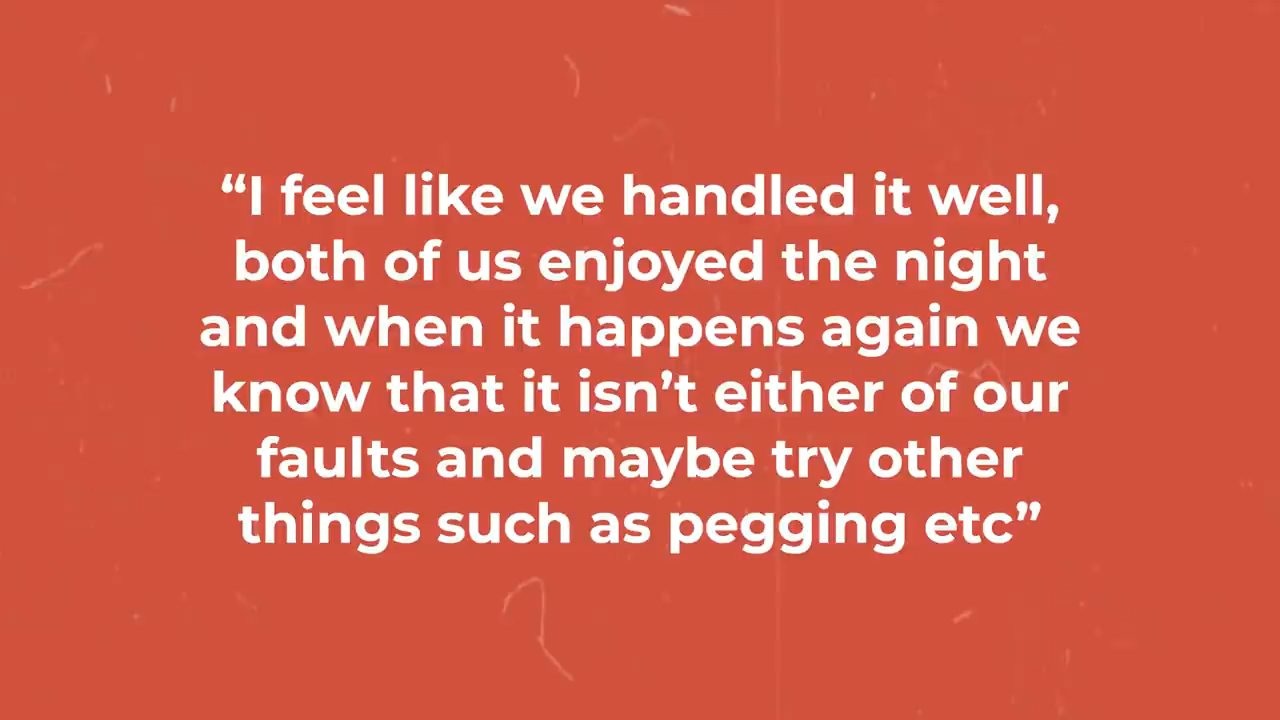 “I feel like we handled it well,
both of us enjoyed the night
and when it happens again we
know that it isn’t either of our
faults and maybe try other
things such as pegging etc”